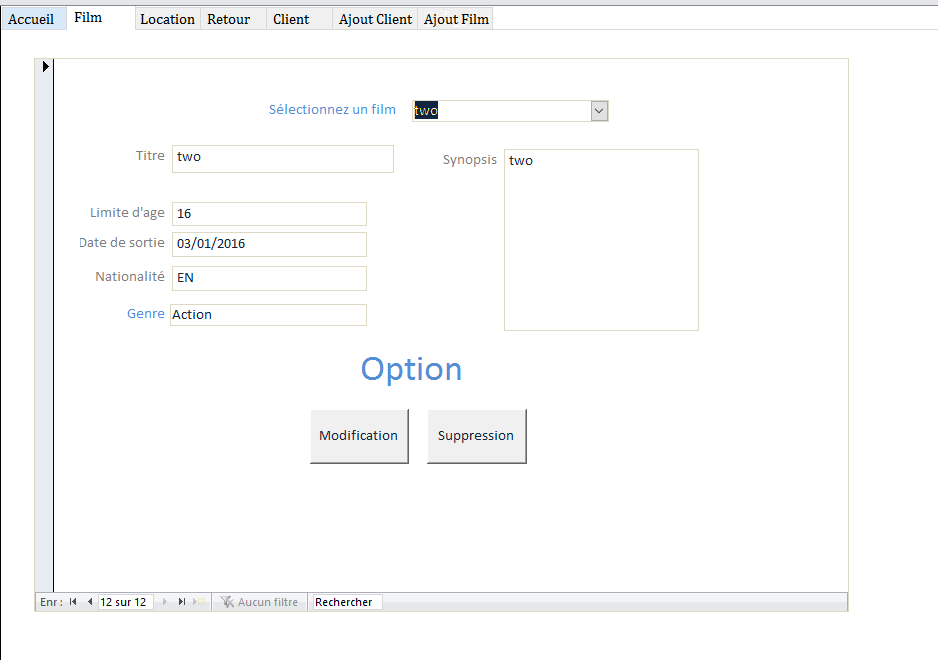 Accueil Film Location Retour Client Ajout Client Ajout Film
Sélectionnez un film two
Titre two
Synopsis two
Limite d'age 16
Date de sortie 03/01/2016
Nationalité EN
Genre Action
Option
Modification Suppression
Enr : 12 sur 12 Aucun filtre Rechercher